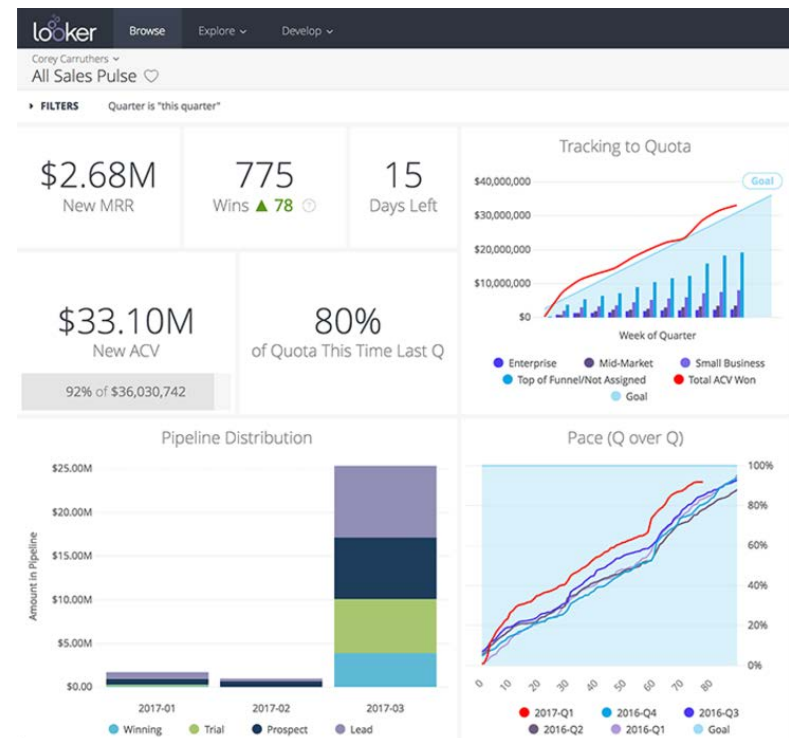 looker Browse Explore Develop
Corey Carruthers
All Sales Pulse
FILTERS Quarter is "this quarter"
$2.68M
New MRR
775
Wins ▲ 78 ?
15
Days Left
$33.10M
New ACV
92% of $36,030,742
80%
of Quota This Time Last Q
Tracking to Quota
Goal
$40,000,000
$30,000,000
$20,000,000
$10,000,000
$0
Week of Quarter
Enterprise Mid-Market Small Business
Top of Funnel/Not Assigned Total ACV Won
Goal
Pipeline Distribution
Amount in Pipeline
$25.00M
$20.00M
$15.00M
$10.00M
$5.00M
$0.00
2017-01 2017-02 2017-03
Winning Trial Prospect Lead
Pace (Q over Q)
100%
80%
60%
40%
20%
0%
0 10 20 30 40 50 60 70 80
2017-Q1 2016-Q4 2016-Q3
2016-Q2 2016-Q1 Goal